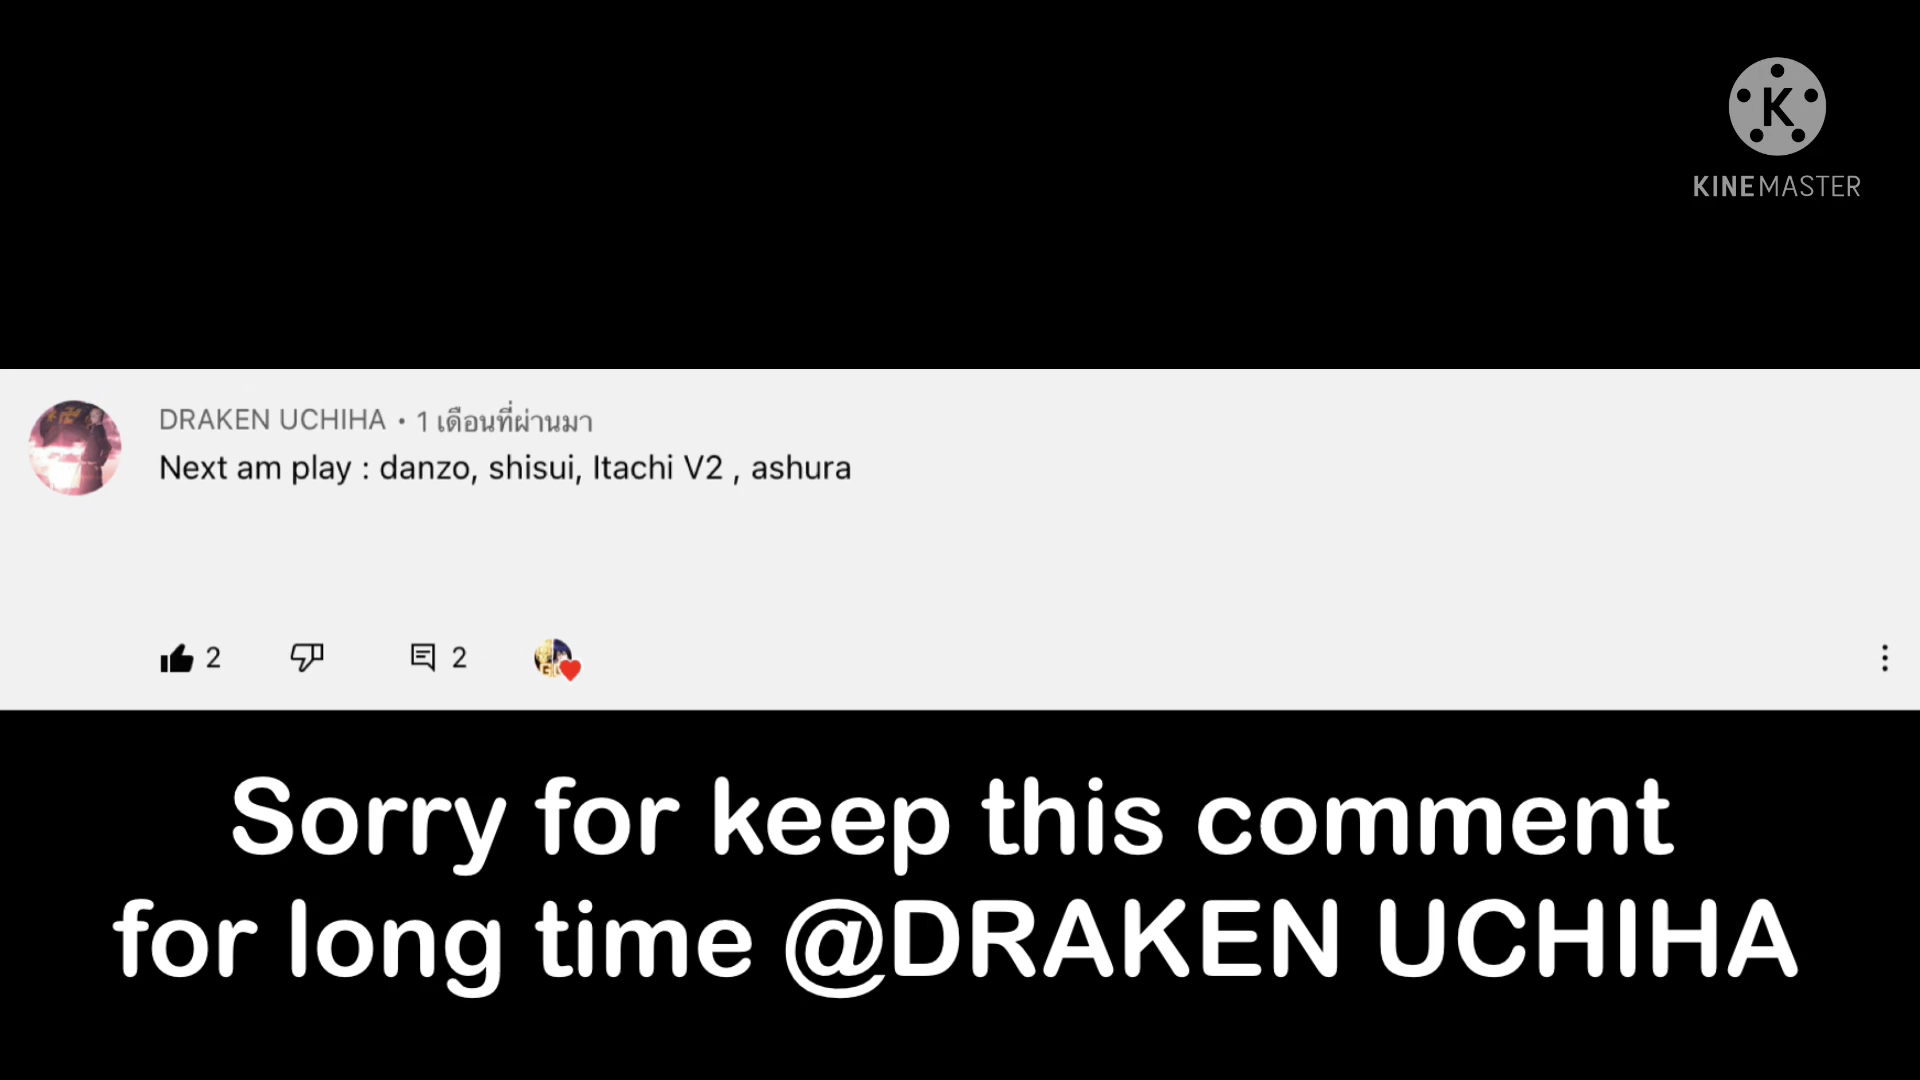 K
KINEMASTER
DRAKEN UCHIHA • 1 เดือนที่ผ่านมา
Next am play : danzo, shisui, Itachi V2 , ashura
2
2
Sorry for keep this comment
for long time @DRAKEN UCHIHA